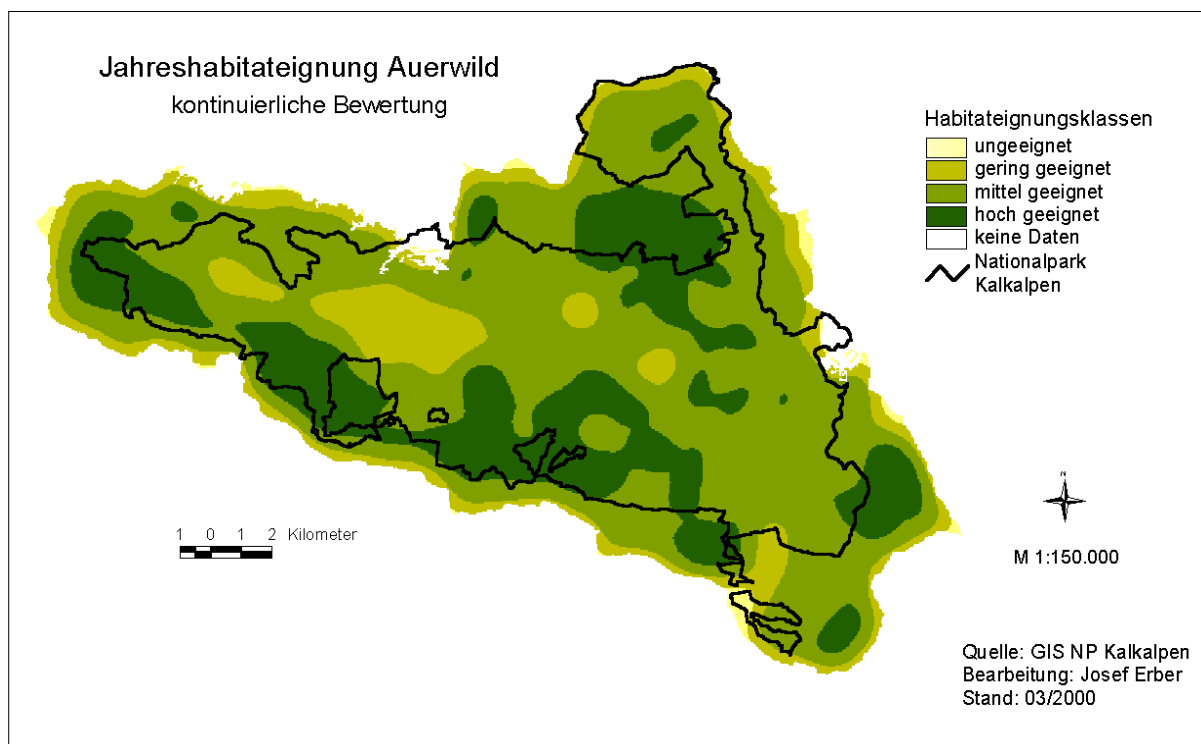 Jahreshabitateignung Auerwild
kontinuierliche Bewertung
Habitateignungsklassen
ungeeignet
gering geeignet
mittel geeignet
hoch geeignet
keine Daten
Nationalpark
Kalkalpen
1 0 1 2 Kilometer
N
M 1:150.000
Quelle: GIS NP Kalkalpen
Bearbeitung: Josef Erber
Stand: 03/2000